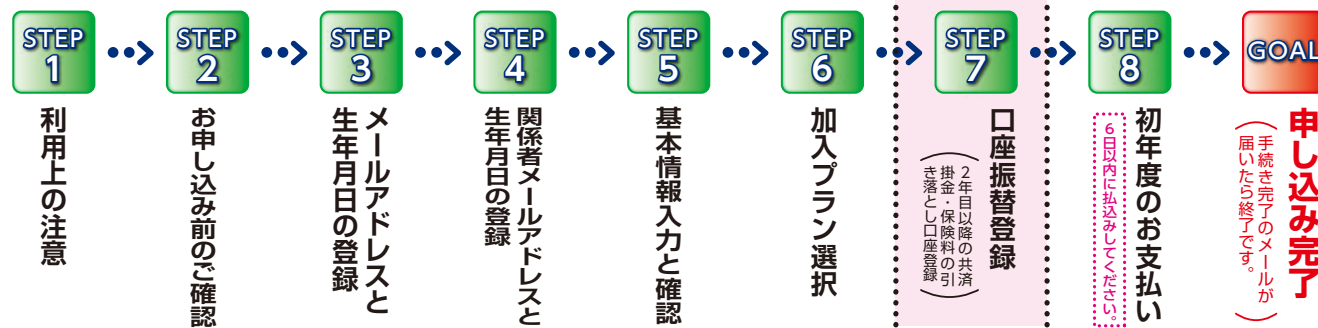 STEP
1
利用上の注意
STEP
2
お申し込み前のご確認
STEP
3
メールアドレスと
生年月日の登録
STEP
4
関係者メールアドレスと
生年月日の登録
STEP
5
基本情報入力と確認
STEP
6
加入プラン選択
STEP
7
口座振替登録
(2年目以降の共済
掛金・保険料の引
き落とし口座登録)
STEP
8
初年度のお支払い
6日以内に払込みしてください。
GOAL
申し込み完了
(手続き完了のメールが
届いたら終了です。)